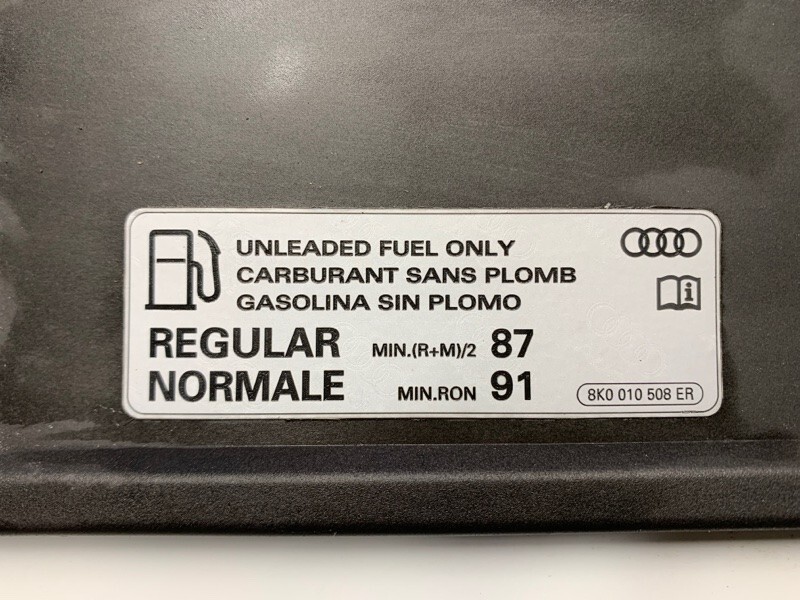 UNLEADED FUEL ONLY
CARBURANT SANS PLOMB
GASOLINA SIN PLOMO
REGULAR MIN.(R+M)/2 87
NORMALE MIN.RON 91
8K0 010 508 ER